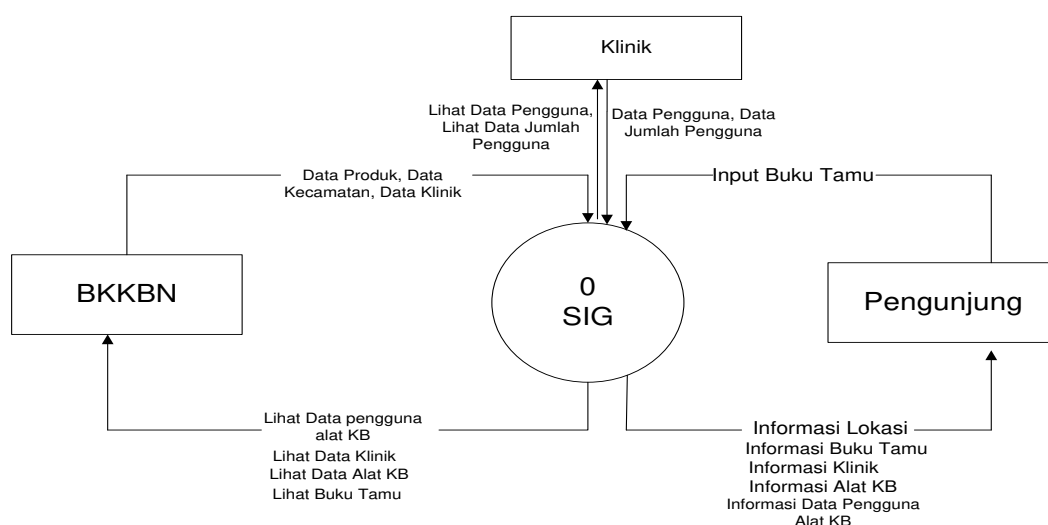 Klinik
Lihat Data Pengguna,
Lihat Data Jumlah
Pengguna
Data Pengguna, Data
Jumlah Pengguna
Data Produk, Data
Kecamatan, Data Klinik
Input Buku Tamu
BKKBN
0
SIG
Pengunjung
Lihat Data pengguna
alat KB
Lihat Data Klinik
Lihat Data Alat KB
Lihat Buku Tamu
Informasi Lokasi
Informasi Buku Tamu
Informasi Klinik
Informasi Alat KB
Informasi Data Pengguna
Alat KB